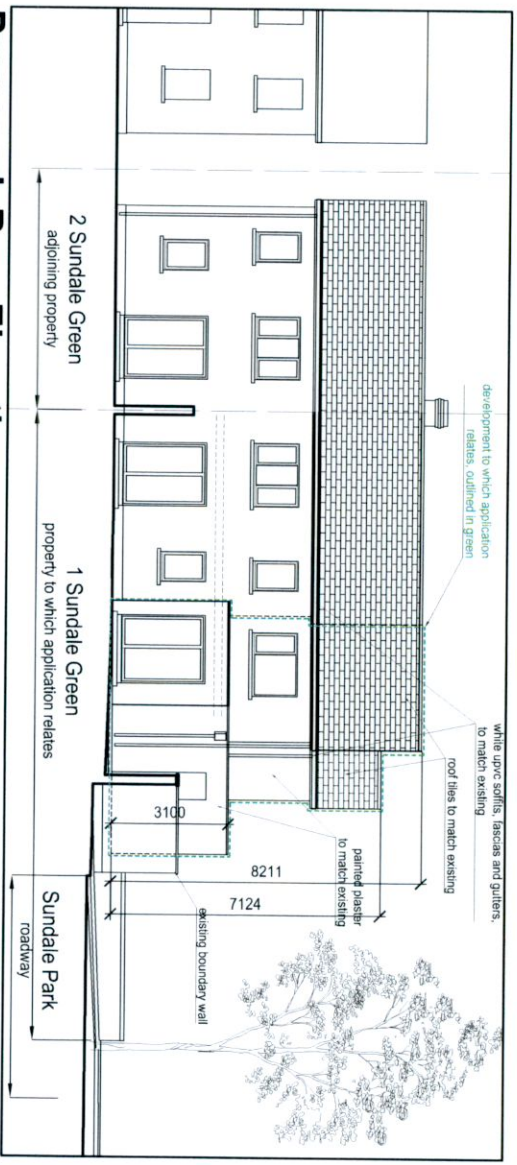 development to which application
relates, outlined in green
white upvc soffits, fascias and gutters,
to match existing
roof tiles to match existing
painted plaster
to match existing
3100
8211
7124
existing boundary wall
2 Sundale Green
adjoining property
1 Sundale Green
property to which application relates
Sundale Park
roadway